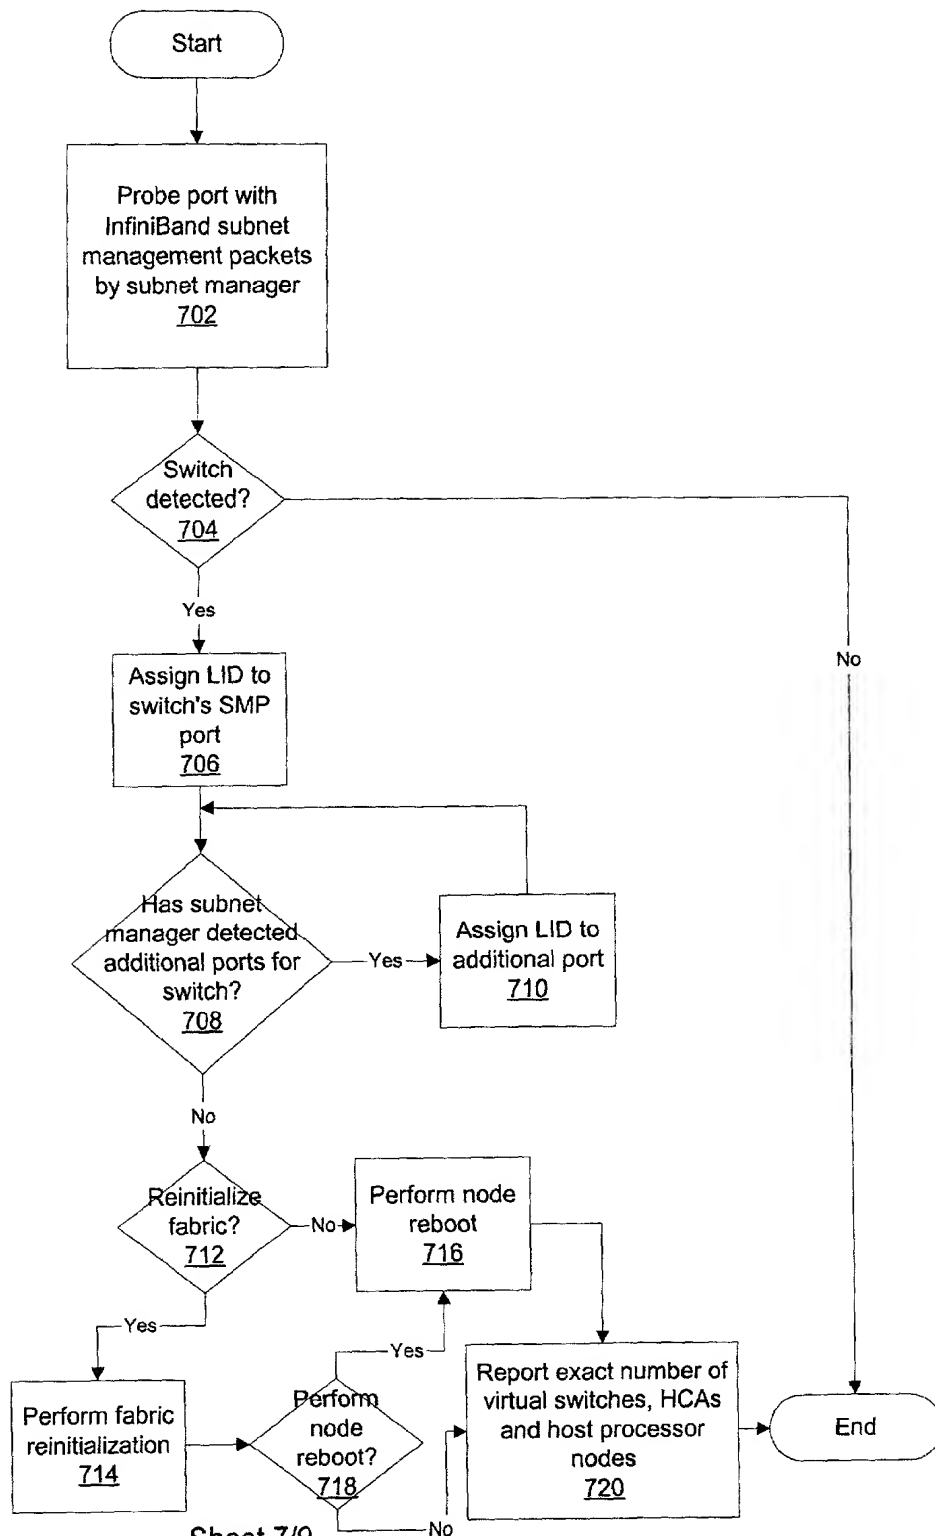 Start
Probe port with
InfiniBand subnet
management packets
by subnet manager
702
Switch
detected?
704
Yes
No
Assign LID to
switch's SMP
port
706
Has subnet
manager detected
additional ports for
switch?
708
Yes
Assign LID to
additional port
710
No
Reinitialize
fabric?
712
No
Perform node
reboot
716
Yes
Perform fabric
reinitialization
714
Perform
node
reboot?
718
Yes
No
Report exact number of
virtual switches, HCAs
and host processor
nodes
720
End
Sheet 7/9